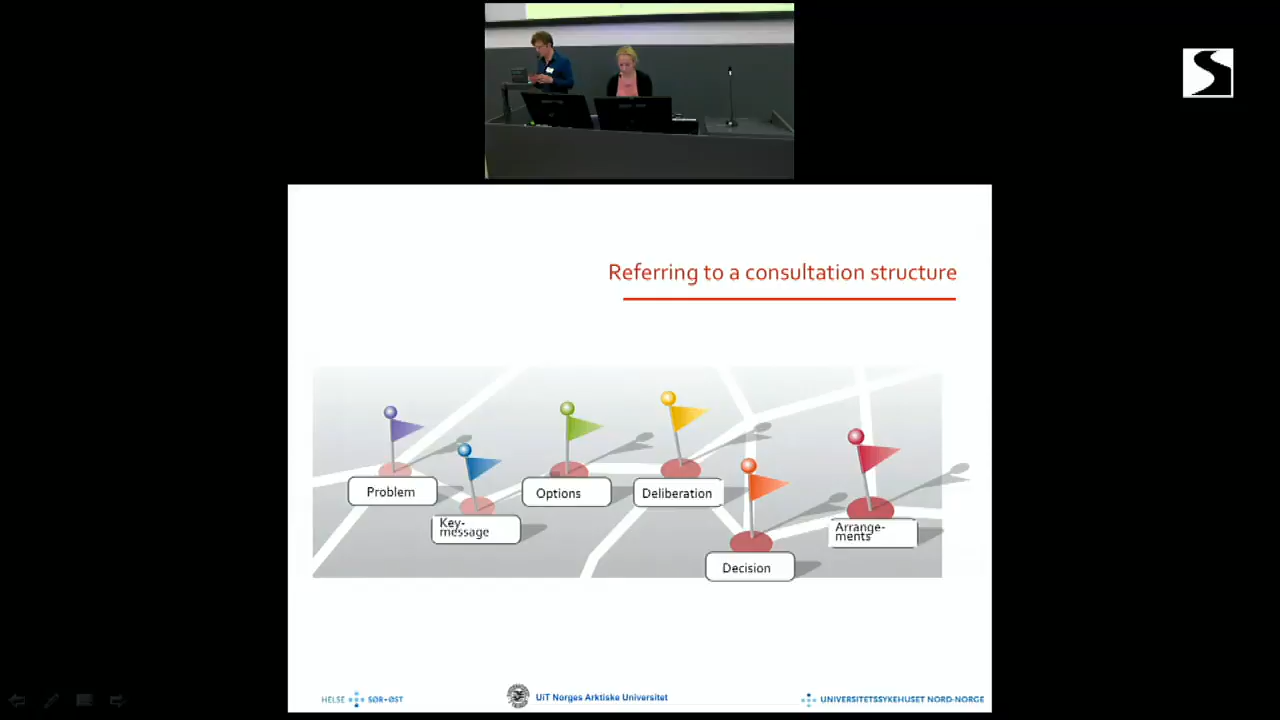 Referring to a consultation structure
Problem
Key-
message
Options
Deliberation
Decision
Arrange-
ments
HELSE SØR-ØST
UiT Norges Arktiske Universitet
UNIVERSITETSSYKEHUSET NORD-NORGE